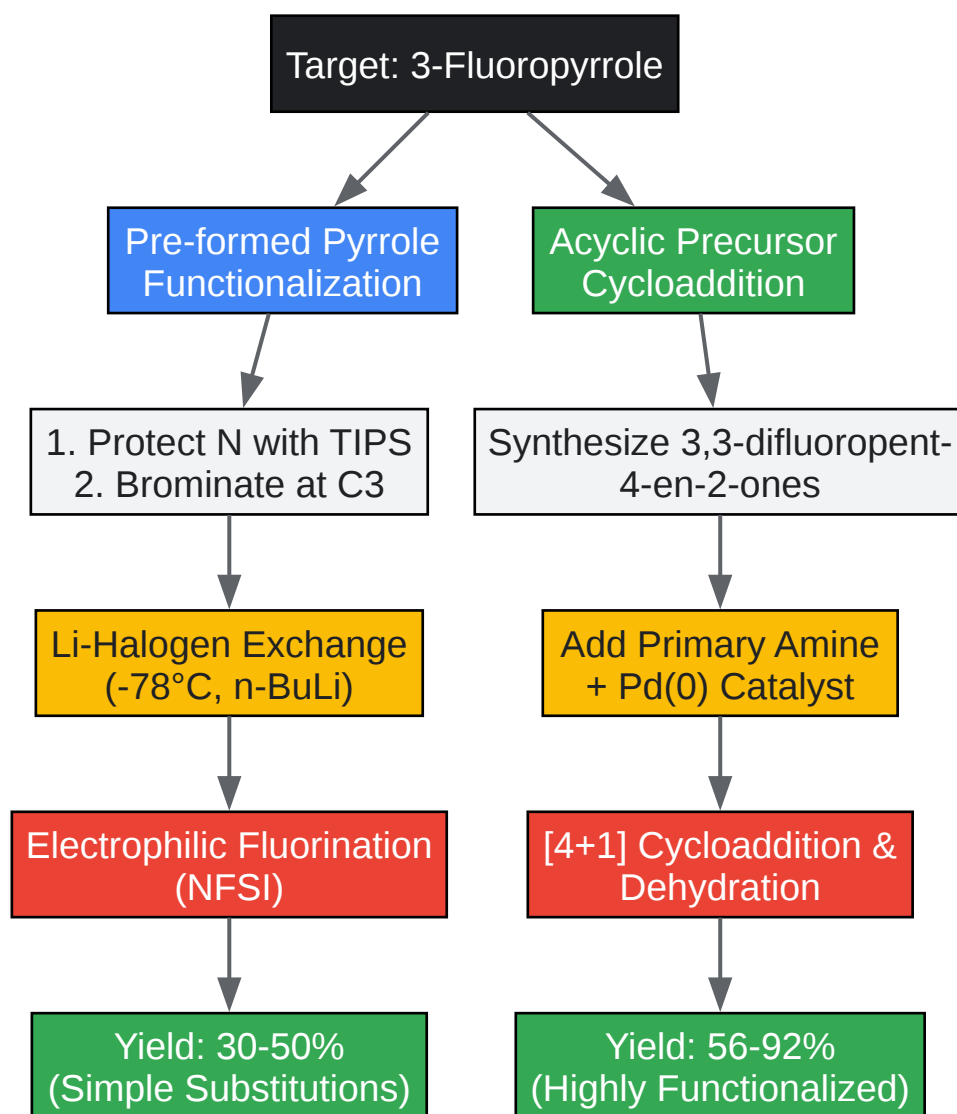 Target: 3-Fluoropyrrole
Pre-formed Pyrrole
Functionalization
Acyclic Precursor
Cycloaddition
1. Protect N with TIPS
2. Brominate at C3
Synthesize 3,3-difluoropent-
4-en-2-ones
Li-Halogen Exchange
(-78°C, n-BuLi)
Add Primary Amine
+ Pd(0) Catalyst
Electrophilic Fluorination
(NFSI)
[4+1] Cycloaddition &
Dehydration
Yield: 30-50%
(Simple Substitutions)
Yield: 56-92%
(Highly Functionalized)